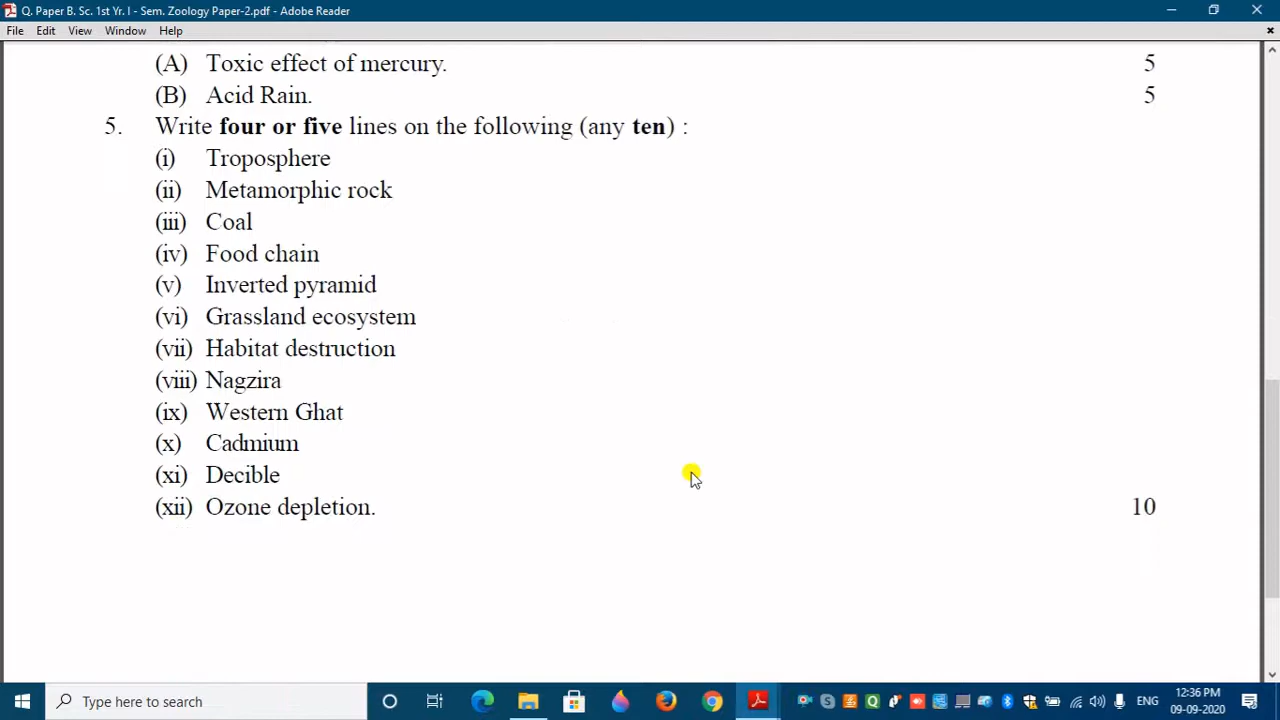 Q. Paper B. Sc. 1st Yr. I - Sem. Zoology Paper-2.pdf - Adobe Reader
File Edit View Window Help
(A) Toxic effect of mercury. 5
(B) Acid Rain. 5
5. Write four or five lines on the following (any ten) :
(i) Troposphere
(ii) Metamorphic rock
(iii) Coal
(iv) Food chain
(v) Inverted pyramid
(vi) Grassland ecosystem
(vii) Habitat destruction
(viii) Nagzira
(ix) Western Ghat
(x) Cadmium
(xi) Decible
(xii) Ozone depletion. 10
Type here to search
ENG
12:36 PM
09-09-2020